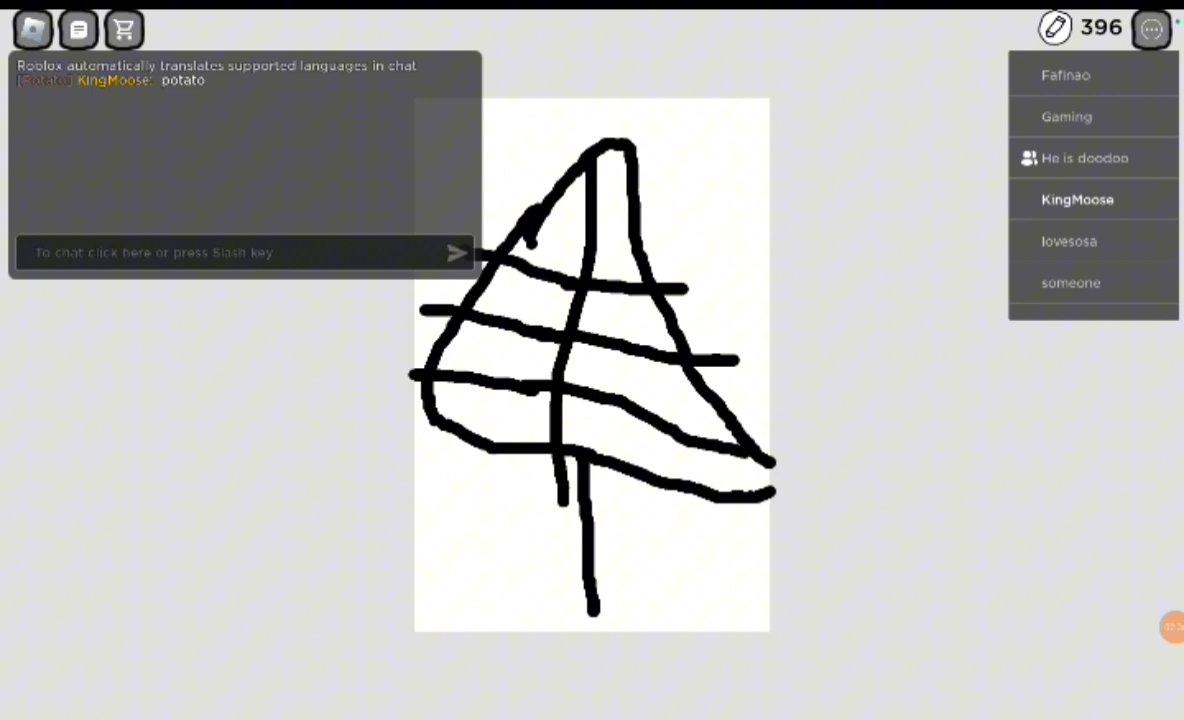 396
Roblox automatically translates supported languages in chat
[Potato] KingMoose: potato
To chat click here or press Slash key
Fafinao
Gaming
He is doodoo
KingMoose
lovesosa
someone